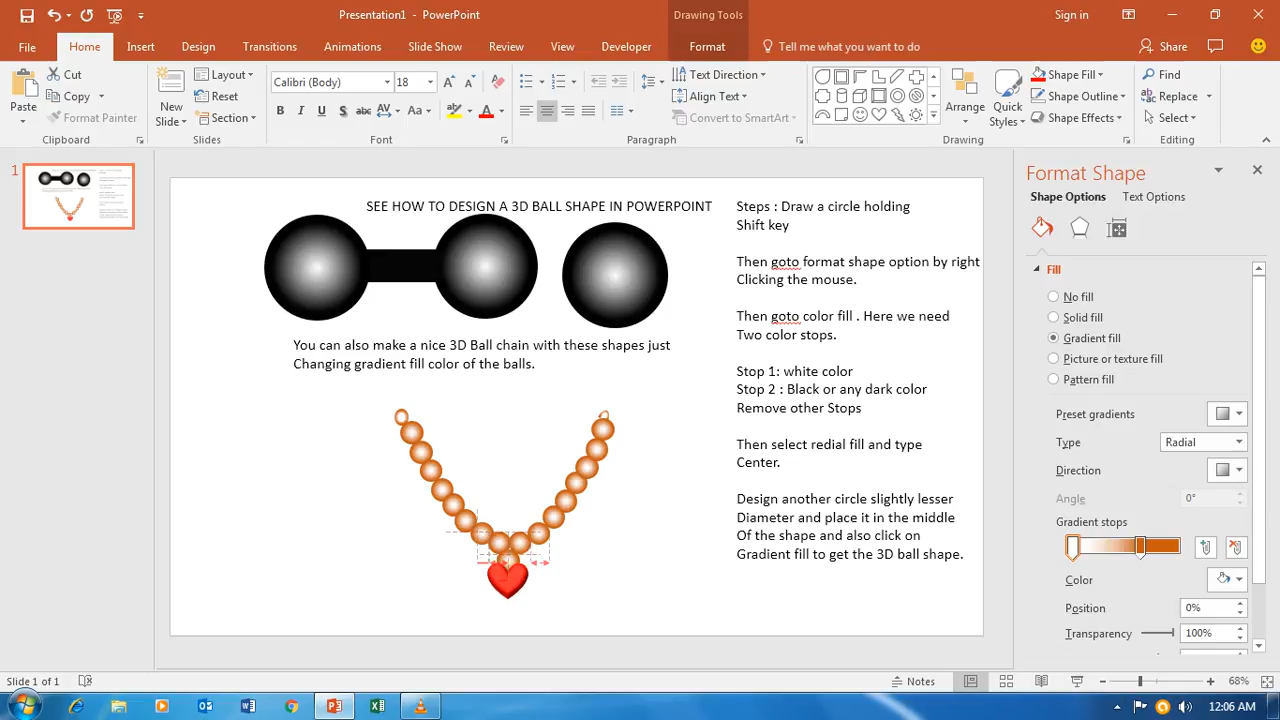 Presentation1 - PowerPoint
Drawing Tools
Sign in
File
Home
Insert
Design
Transitions
Animations
Slide Show
Review
View
Developer
Format
Tell me what you want to do
Share
Paste
Cut
Copy
Format Painter
Clipboard
New
Slide
Layout
Reset
Section
Slides
Calibri (Body)
18
B I U S abc AV Aa A
Font
Text Direction
Align Text
Convert to SmartArt
Paragraph
Arrange
Quick
Styles
Shape Fill
Shape Outline
Shape Effects
Drawing
Find
Replace
Select
Editing
1
SEE HOW TO DESIGN A 3D BALL SHAPE IN POWERPOINT
You can also make a nice 3D Ball chain with these shapes just
Changing gradient fill color of the balls.
Steps : Draw a circle holding
Shift key
Then goto format shape option by right
Clicking the mouse.
Then goto color fill . Here we need
Two color stops.
Stop 1: white color
Stop 2 : Black or any dark color
Remove other Stops
Then select redial fill and type
Center.
Design another circle slightly lesser
Diameter and place it in the middle
Of the shape and also click on
Gradient fill to get the 3D ball shape.
Format Shape
Shape Options
Text Options
Fill
No fill
Solid fill
Gradient fill
Picture or texture fill
Pattern fill
Preset gradients
Type
Radial
Direction
Angle
0°
Gradient stops
Color
Position
0%
Transparency
100%
Slide 1 of 1
Notes
68%
12:06 AM